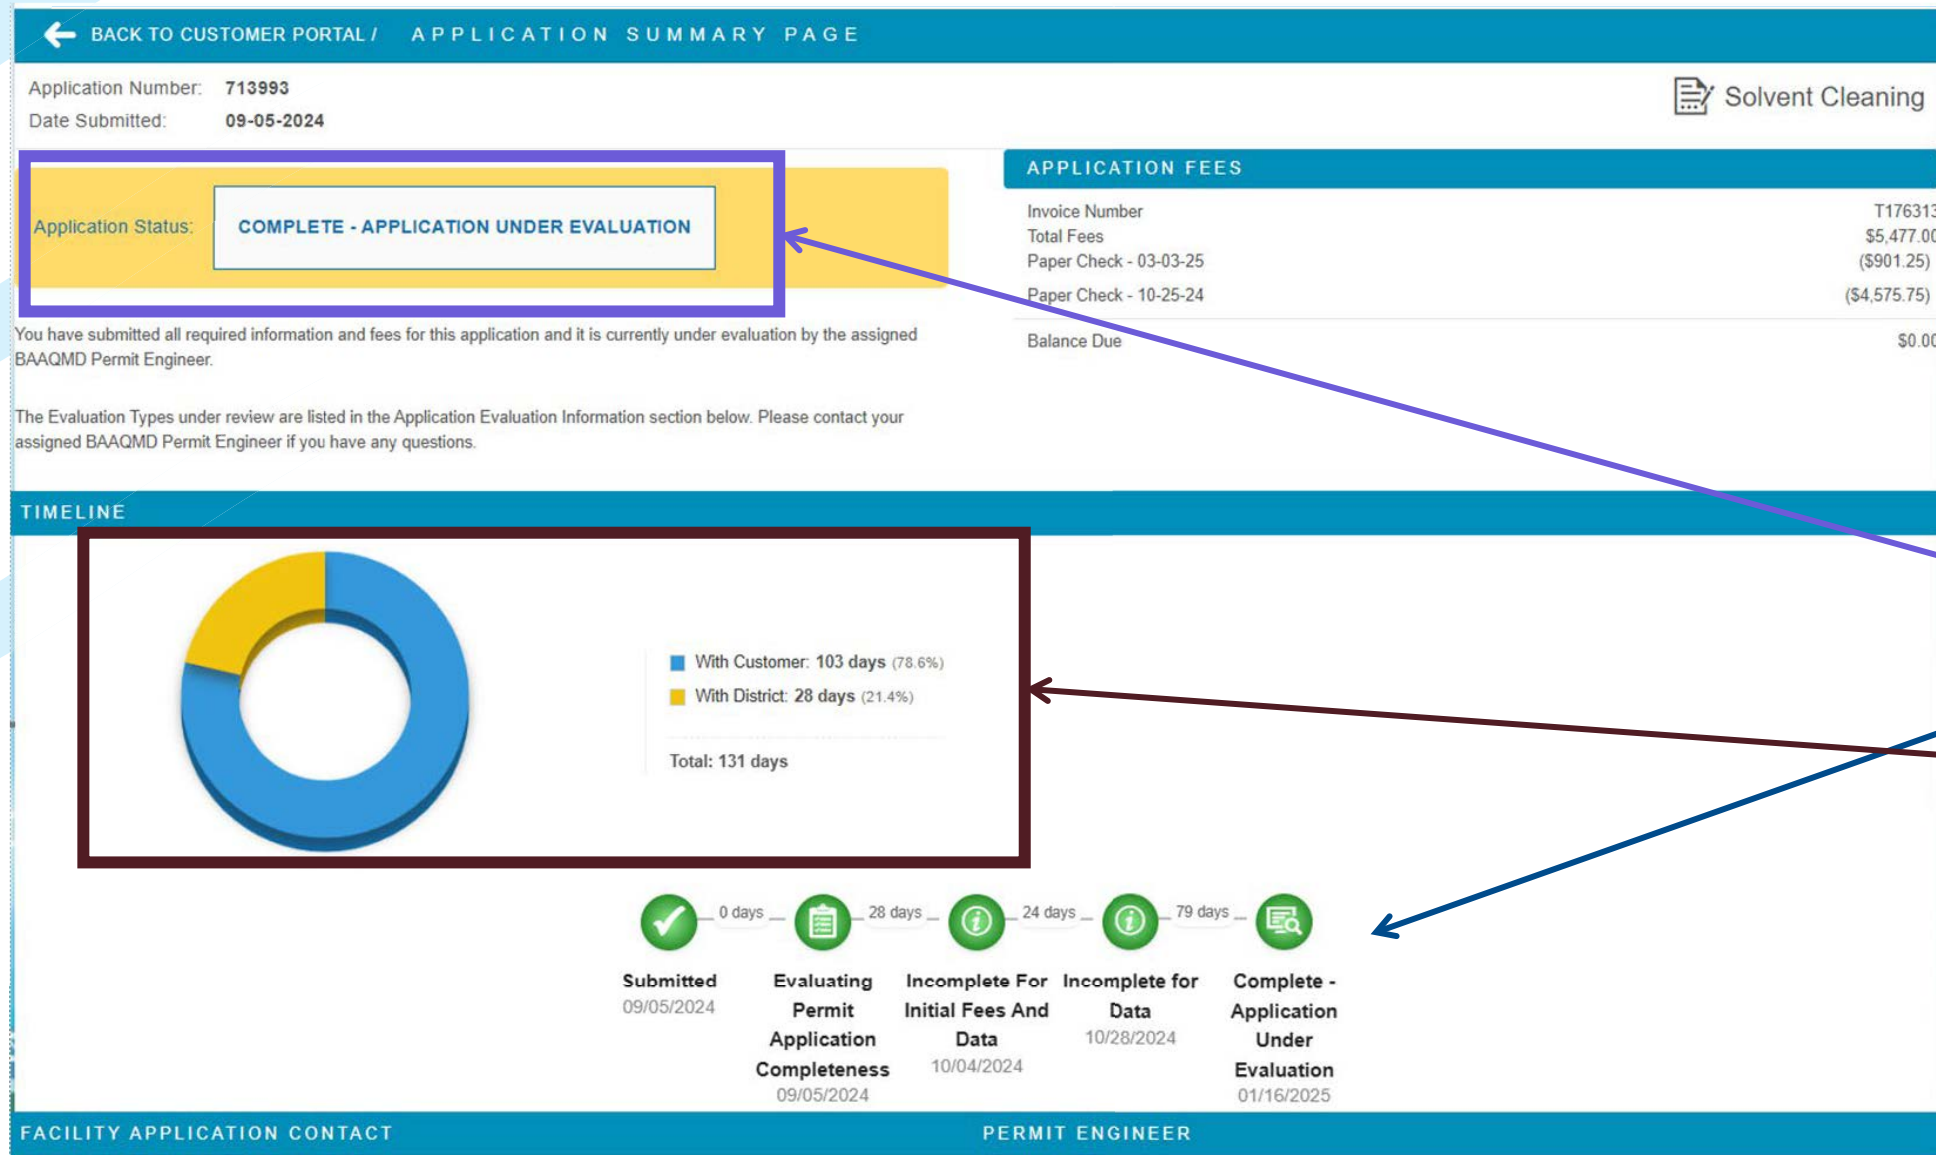 BACK TO CUSTOMER PORTAL / APPLICATION SUMMARY PAGE
Application Number: 713993
Date Submitted: 09-05-2024
Solvent Cleaning
Application Status: COMPLETE - APPLICATION UNDER EVALUATION
You have submitted all required information and fees for this application and it is currently under evaluation by the assigned
BAAQMD Permit Engineer.
The Evaluation Types under review are listed in the Application Evaluation Information section below. Please contact your
assigned BAAQMD Permit Engineer if you have any questions.
APPLICATION FEES
Invoice Number T176313
Total Fees $5,477.00
Paper Check - 03-03-25 ($901.25)
Paper Check - 10-25-24 ($4,575.75)
Balance Due $0.00
TIMELINE
With Customer: 103 days (78.6%)
With District: 28 days (21.4%)
Total: 131 days
0 days 28 days 24 days 79 days
Submitted
09/05/2024
Evaluating
Permit
Application
Completeness
09/05/2024
Incomplete For
Initial Fees And
Data
10/04/2024
Incomplete for
Data
10/28/2024
Complete -
Application
Under
Evaluation
01/16/2025
FACILITY APPLICATION CONTACT
PERMIT ENGINEER